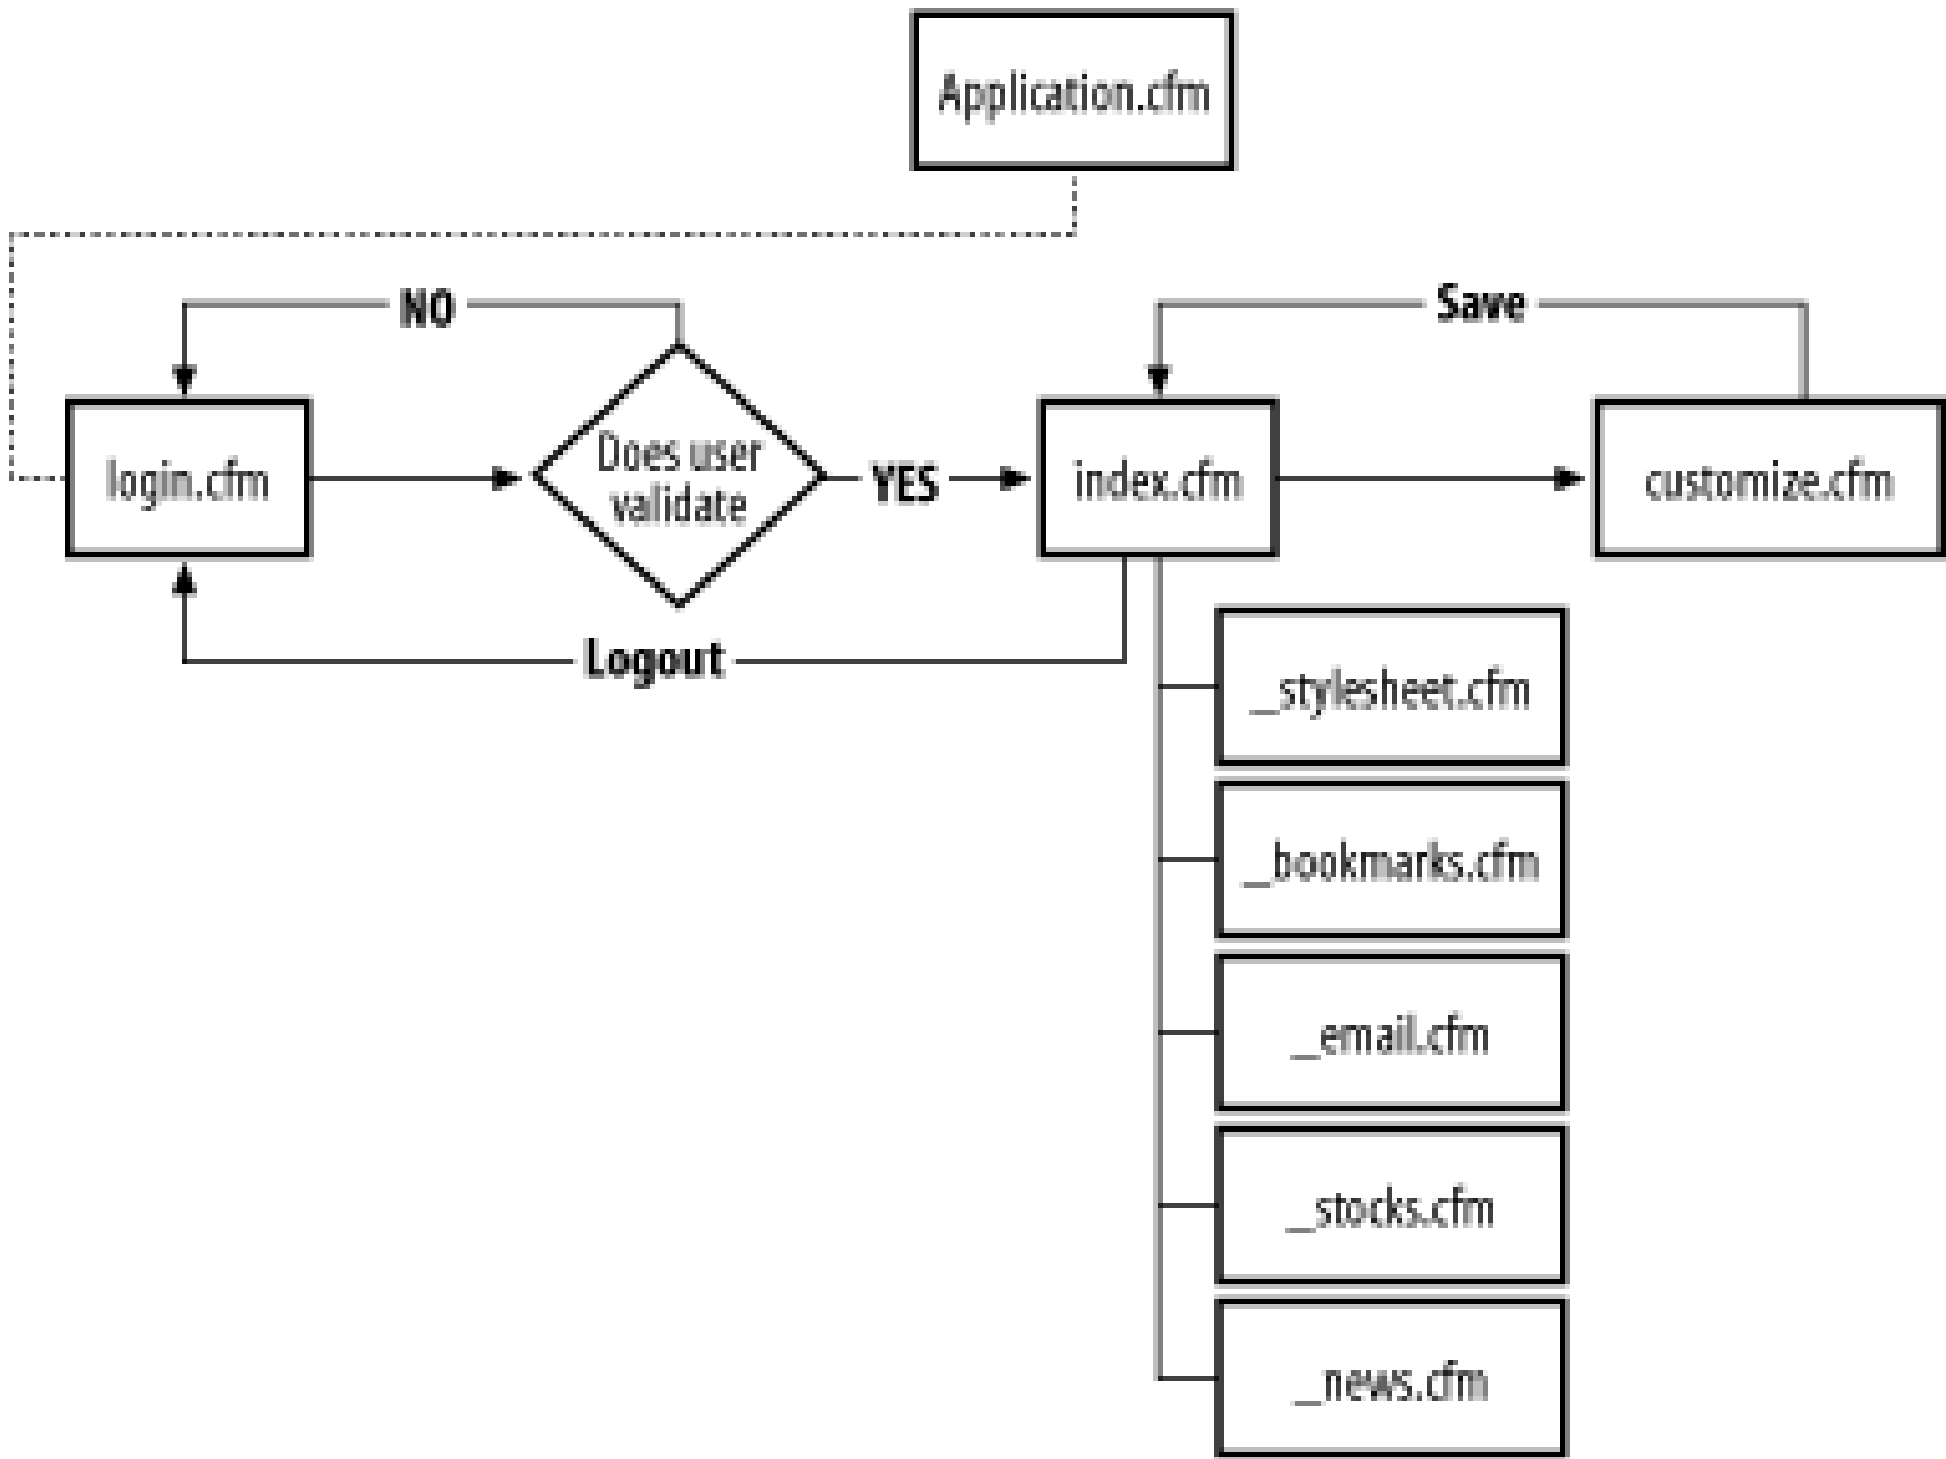 Application.cfm
NO
Save
login.cfm
Does user
validate
YES
index.cfm
customize.cfm
Logout
_stylesheet.cfm
_bookmarks.cfm
_email.cfm
_stocks.cfm
_news.cfm